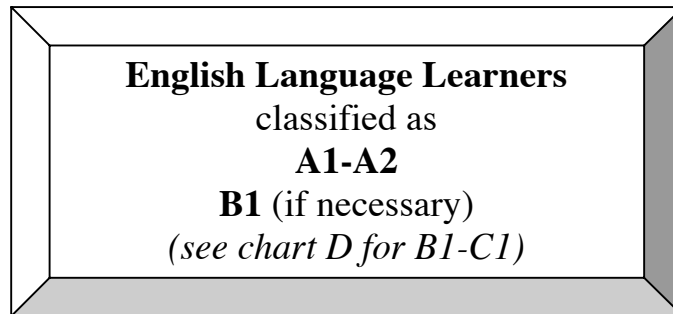 English Language Learners
classified as
A1-A2
B1 (if necessary)
(see chart D for B1-C1)